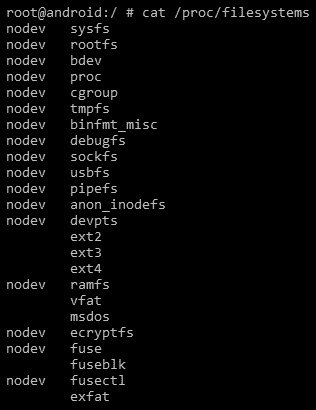 root@android:/ # cat /proc/filesystems
nodev   sysfs
nodev   rootfs
nodev   bdev
nodev   proc
nodev   cgroup
nodev   tmpfs
nodev   binfmt_misc
nodev   debugfs
nodev   sockfs
nodev   usbfs
nodev   pipefs
nodev   anon_inodefs
nodev   devpts
        ext2
        ext3
        ext4
nodev   ramfs
        vfat
        msdos
nodev   ecryptfs
nodev   fuse
        fuseblk
nodev   fusectl
        exfat